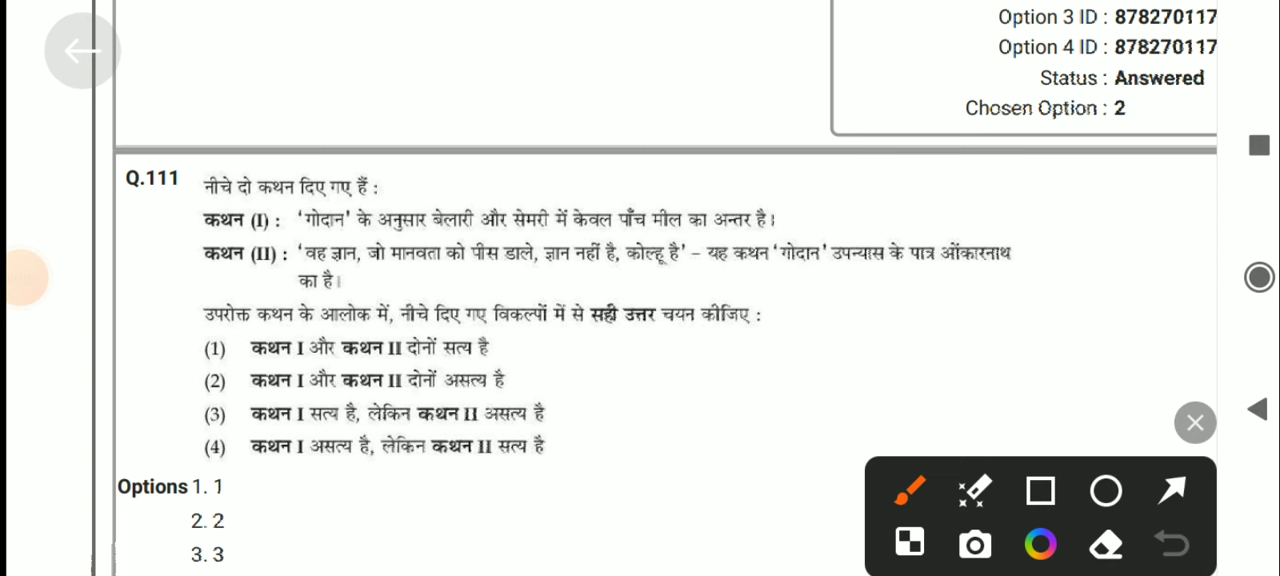 Option 3 ID : 878270117
Option 4 ID : 878270117
Status : Answered
Chosen Option : 2
Q.111 नीचे दो कथन दिए गए हैं :
कथन (I) : 'गोदान' के अनुसार बेलारी और सेमरी में केवल पाँच मील का अन्तर है।
कथन (II) : 'वह ज्ञान, जो मानवता को पीस डाले, ज्ञान नहीं है, कोल्हू है' – यह कथन 'गोदान' उपन्यास के पात्र ओंकारनाथ
का है।
उपरोक्त कथन के आलोक में, नीचे दिए गए विकल्पों में से सही उत्तर चयन कीजिए :
(1) कथन I और कथन II दोनों सत्य है
(2) कथन I और कथन II दोनों असत्य है
(3) कथन I सत्य है, लेकिन कथन II असत्य है
(4) कथन I असत्य है, लेकिन कथन II सत्य है
Options 1. 1
2. 2
3. 3